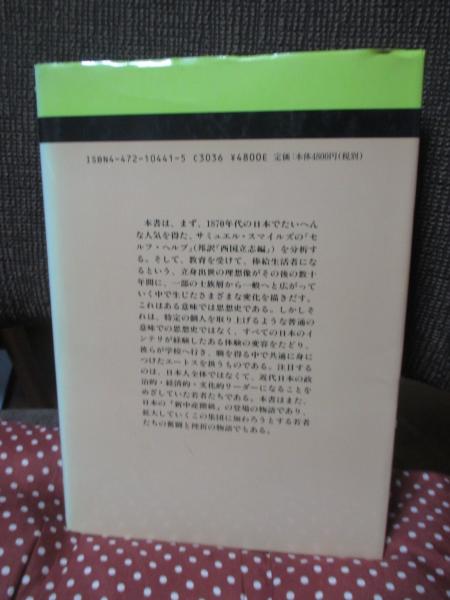 ISBN4-472-10441-5 C3036 ¥4800E 定価:本体4800円(税別)
本書は、まず、1870年代の日本でたいへん
な人気を得た、サミュエル・スマイルズの『セ
ルフ・ヘルプ』(邦訳『西国立志編』)を分析す
る。そして、教育を受けて、俸給生活者にな
るという、立身出世の理想像がその後の数十
年間に、一部の士族層から一般へと広がって
いく中で生じたさまざまな変化を描きだす。
これはある意味では思想史である。しかしそ
れは、特定の個人を取り上げるような普通の
意味での思想史ではなく、すべての日本のイ
ンテリが経験したある体験の変容をたどり、
彼らが学校へ行き、職を得る中で共通に身に
つけたエートスを扱うものである。注目する
のは、日本人全体ではなくて、近代日本の政
治的・経済的・文化的リーダーになることを
めざしていた若者たちである。本書はまた、
日本の「新中産階級」の登場の物語であり、
拡大していくこの集団に加わろうとする若者
たちの奮闘と挫折の物語でもある。